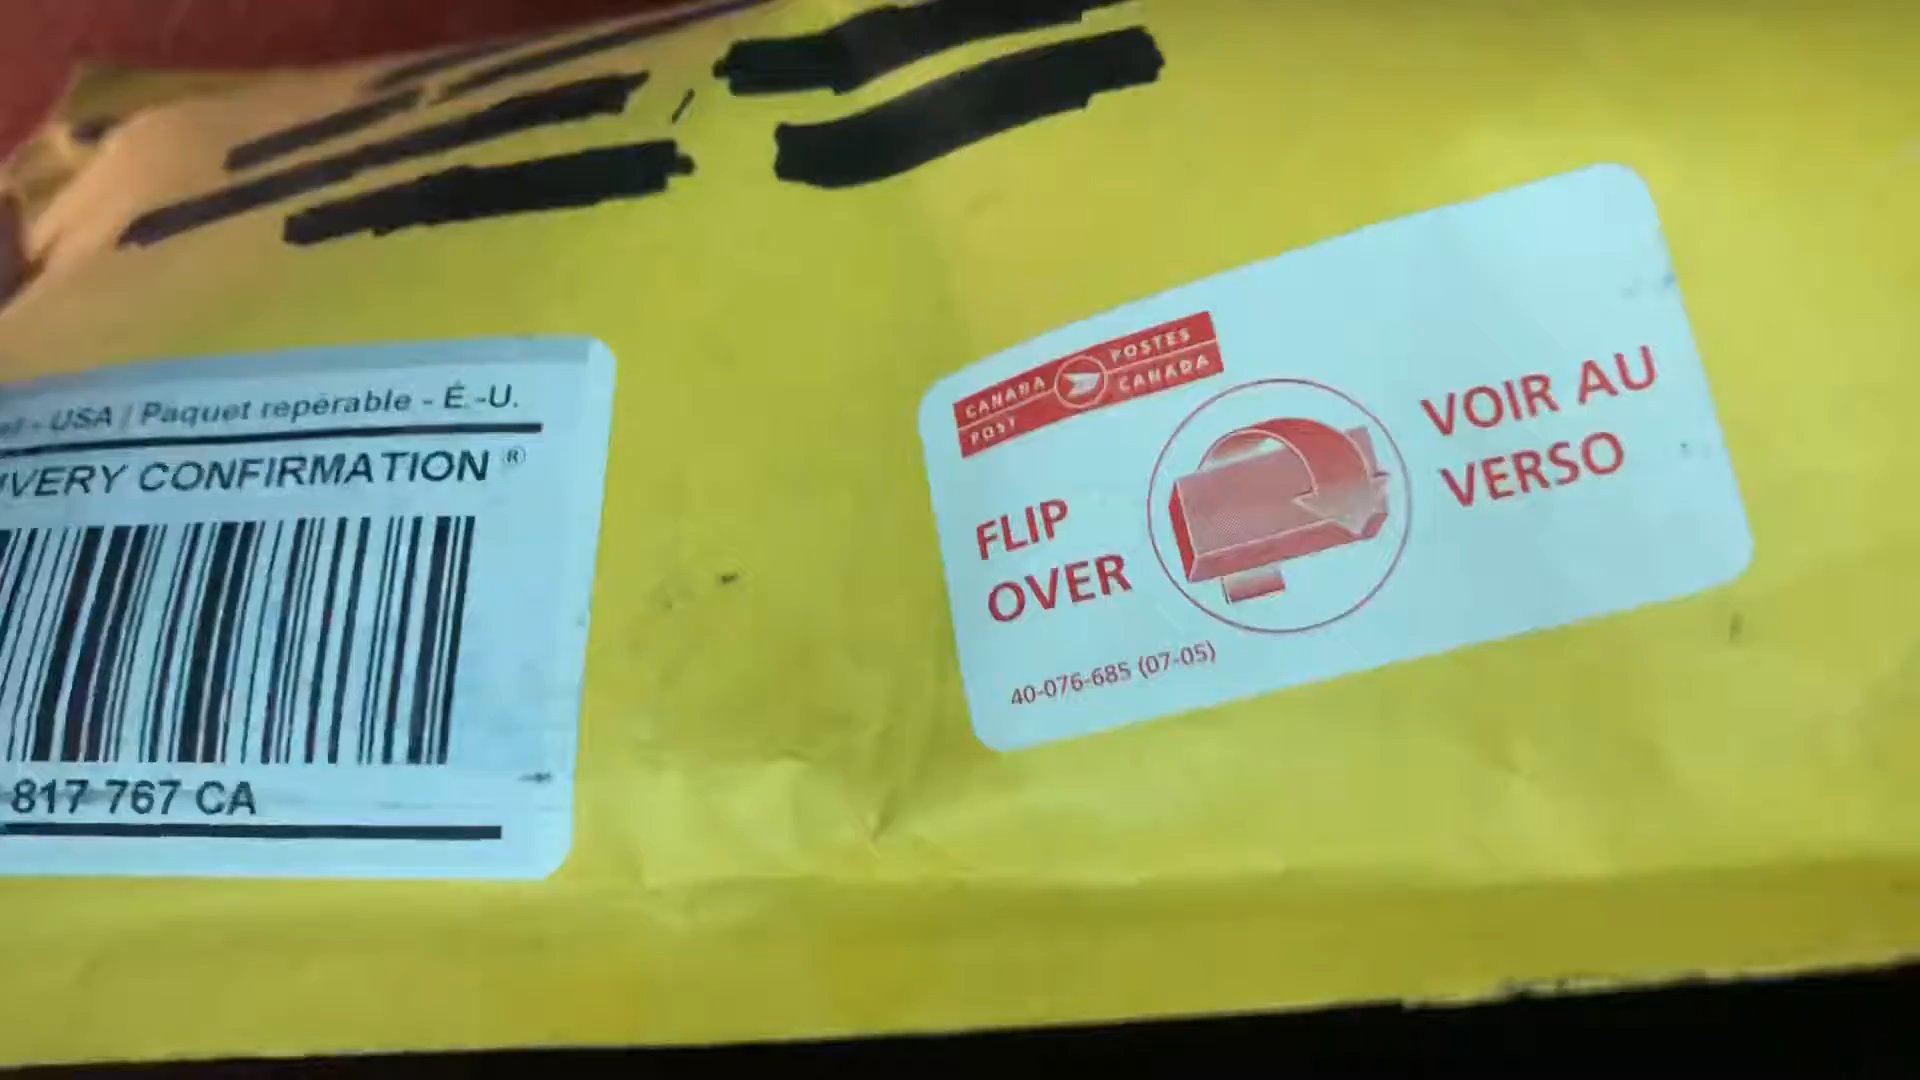 USA / Paquet repérable - É.-U.
VERY CONFIRMATION ®
817 767 CA
CANADA POSTES
POST CANADA
FLIP
OVER
VOIR AU
VERSO
40-076-685 (07-05)